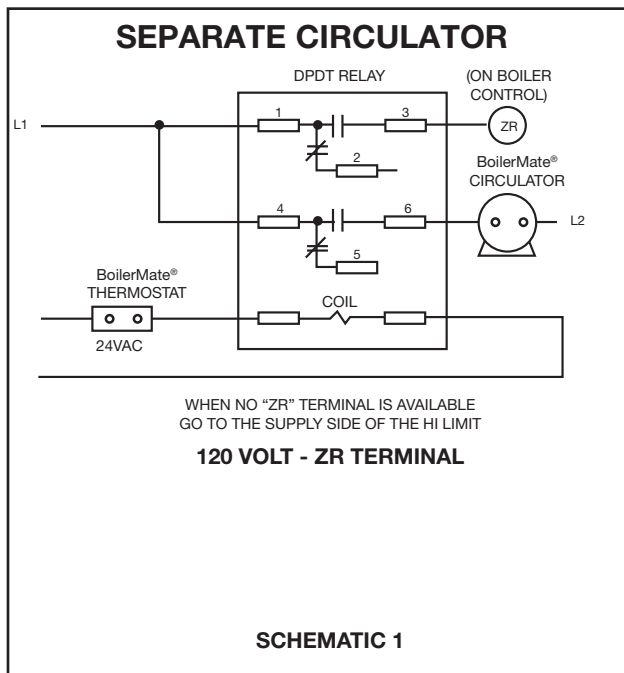 SEPARATE CIRCULATOR
DPDT RELAY
(ON BOILER
CONTROL)
L1
1
3
ZR
2
BoilerMate®
CIRCULATOR
4
6
L2
5
BoilerMate®
THERMOSTAT
COIL
24VAC
WHEN NO “ZR” TERMINAL IS AVAILABLE
GO TO THE SUPPLY SIDE OF THE HI LIMIT
120 VOLT - ZR TERMINAL
SCHEMATIC 1